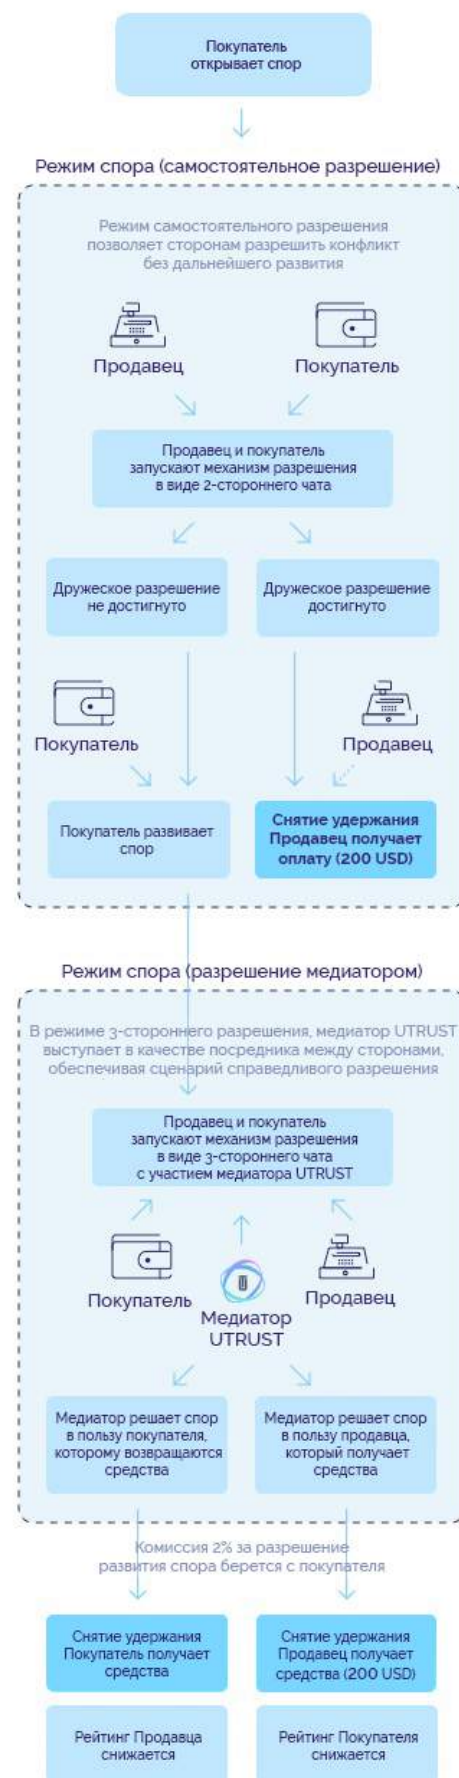 Покупатель
открывает спор
Режим спора (самостоятельное разрешение)
Режим самостоятельного разрешения
позволяет сторонам разрешить конфликт
без дальнейшего развития
Продавец
Покупатель
Продавец и покупатель
запускают механизм разрешения
в виде 2-стороннего чата
Дружеское разрешение
не достигнуто
Дружеское разрешение
достигнуто
Покупатель
Продавец
Покупатель развивает
спор
Снятие удержания
Продавец получает
оплату (200 USD)
Режим спора (разрешение медиатором)
В режиме 3-стороннего разрешения, медиатор UTRUST
выступает в качестве посредника между сторонами,
обеспечивая сценарий справедливого разрешения
Продавец и покупатель
запускают механизм разрешения
в виде 3-стороннего чата
с участием медиатора UTRUST
Покупатель
Медиатор
UTRUST
Продавец
Медиатор решает спор
в пользу покупателя,
которому возвращаются
средства
Медиатор решает спор
в пользу продавца,
который получает
средства
Комиссия 2% за разрешение
развития спора берется с покупателя
Снятие удержания
Покупатель получает
средства
Снятие удержания
Продавец получает
средства (200 USD)
Рейтинг Продавца
снижается
Рейтинг Покупателя
снижается